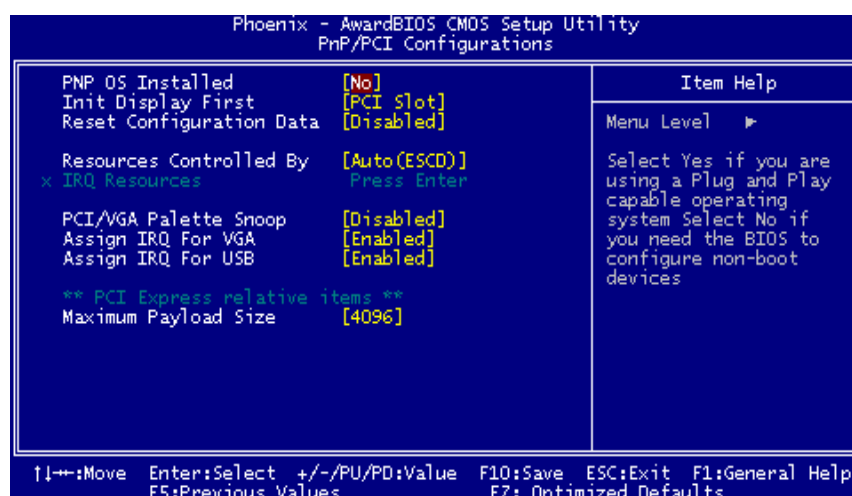 Phoenix - AwardBIOS CMOS Setup Utility
PnP/PCI Configurations
PNP OS Installed [No]
Init Display First [PCI Slot]
Reset Configuration Data [Disabled]
Resources Controlled By [Auto(ESCD)]
x IRQ Resources Press Enter
PCI/VGA Palette Snoop [Disabled]
Assign IRQ For VGA [Enabled]
Assign IRQ For USB [Enabled]
** PCI Express relative items **
Maximum Payload Size [4096]
Item Help
Menu Level ►
Select Yes if you are
using a Plug and Play
capable operating
system Select No if
you need the BIOS to
configure non-boot
devices
↑↓→←:Move Enter:Select +/-/PU/PD:Value F10:Save ESC:Exit F1:General Help
F5:Previous Values F7: Optimized Defaults